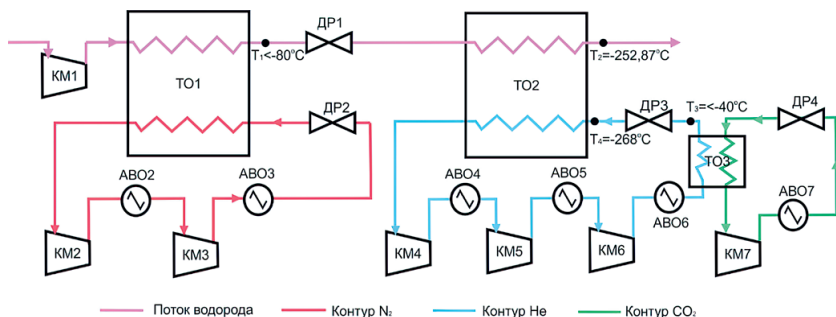 ДР1
КМ1
ТО1
T₁<-80°C
ТО2
T₂=-252,87°C
ДР2
ДР3
T₃=<-40°C
ДР4
T₄=-268°C
ТО3
АВО2
АВО3
АВО4
АВО5
АВО6
АВО7
КМ2
КМ3
КМ4
КМ5
КМ6
КМ7
Поток водорода
Контур N₂
Контур He
Контур CO₂